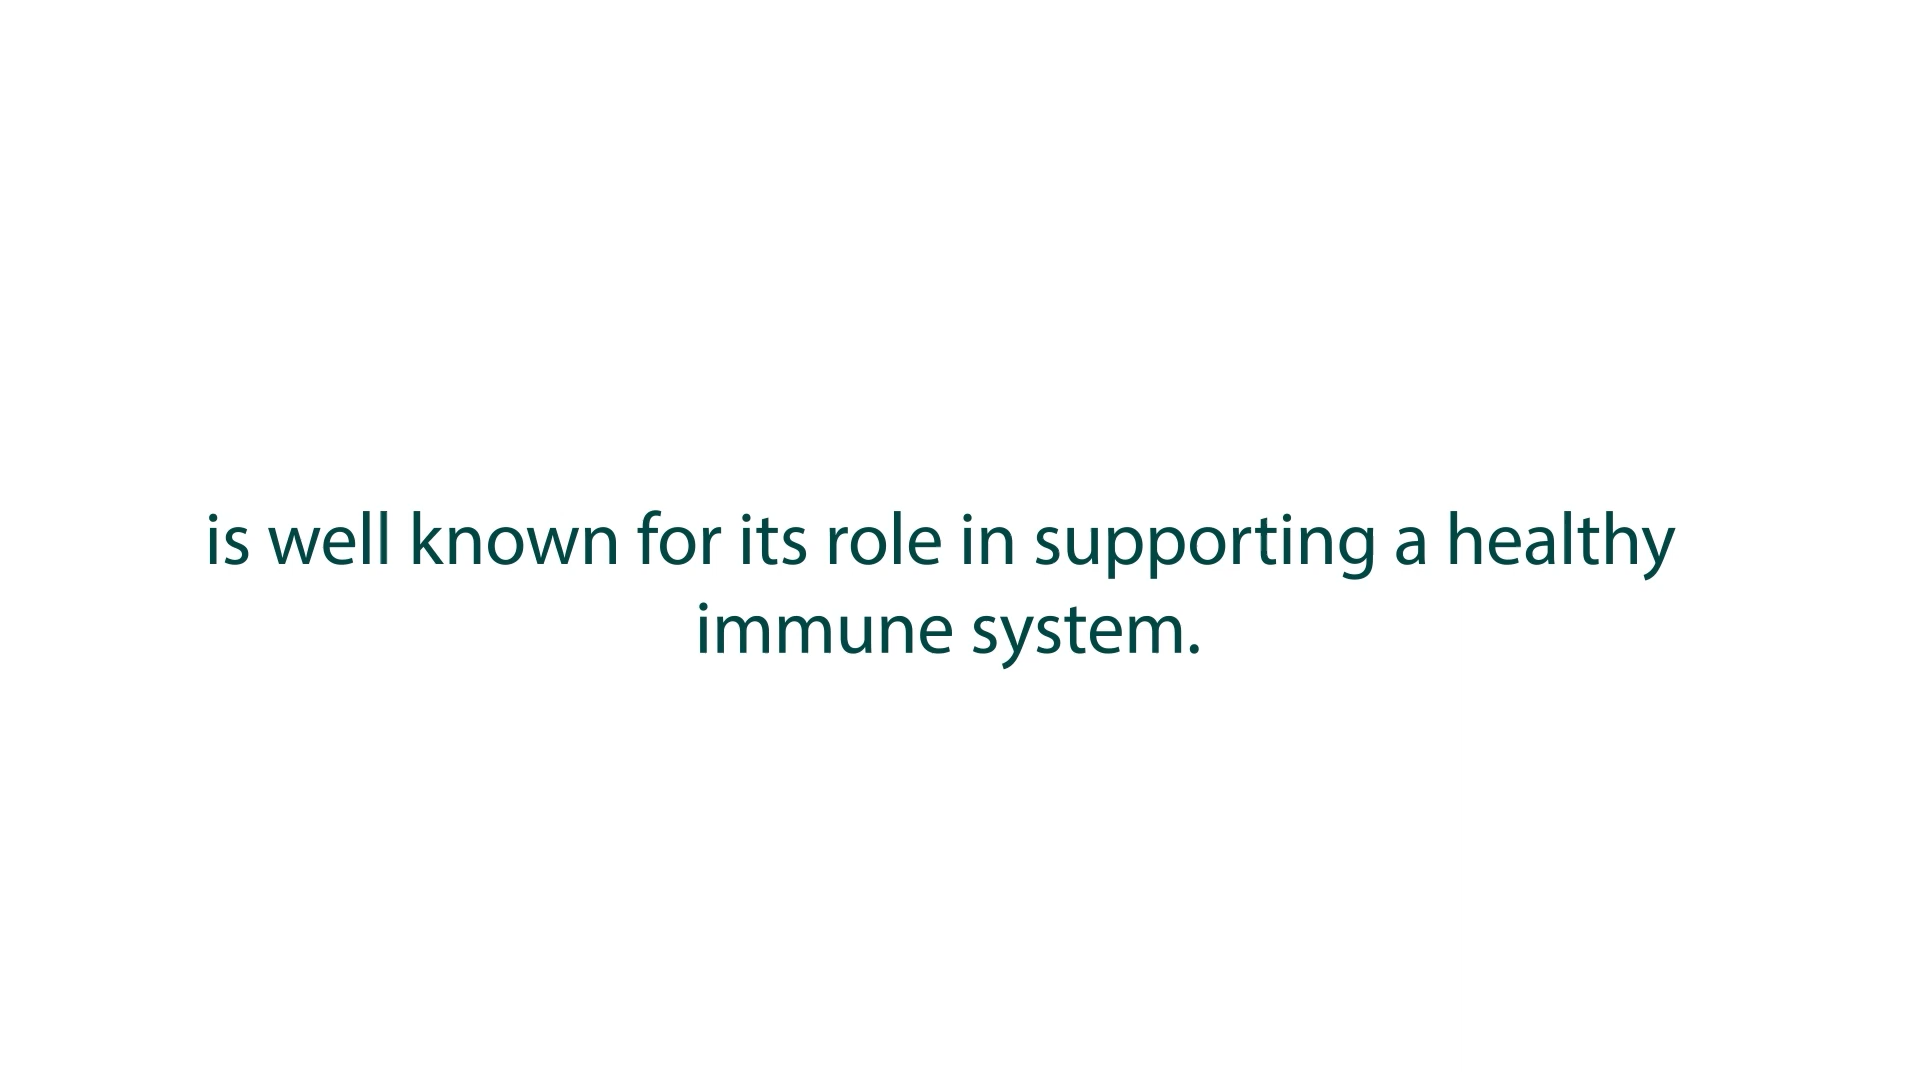 is well known for its role in supporting a healthy
immune system.